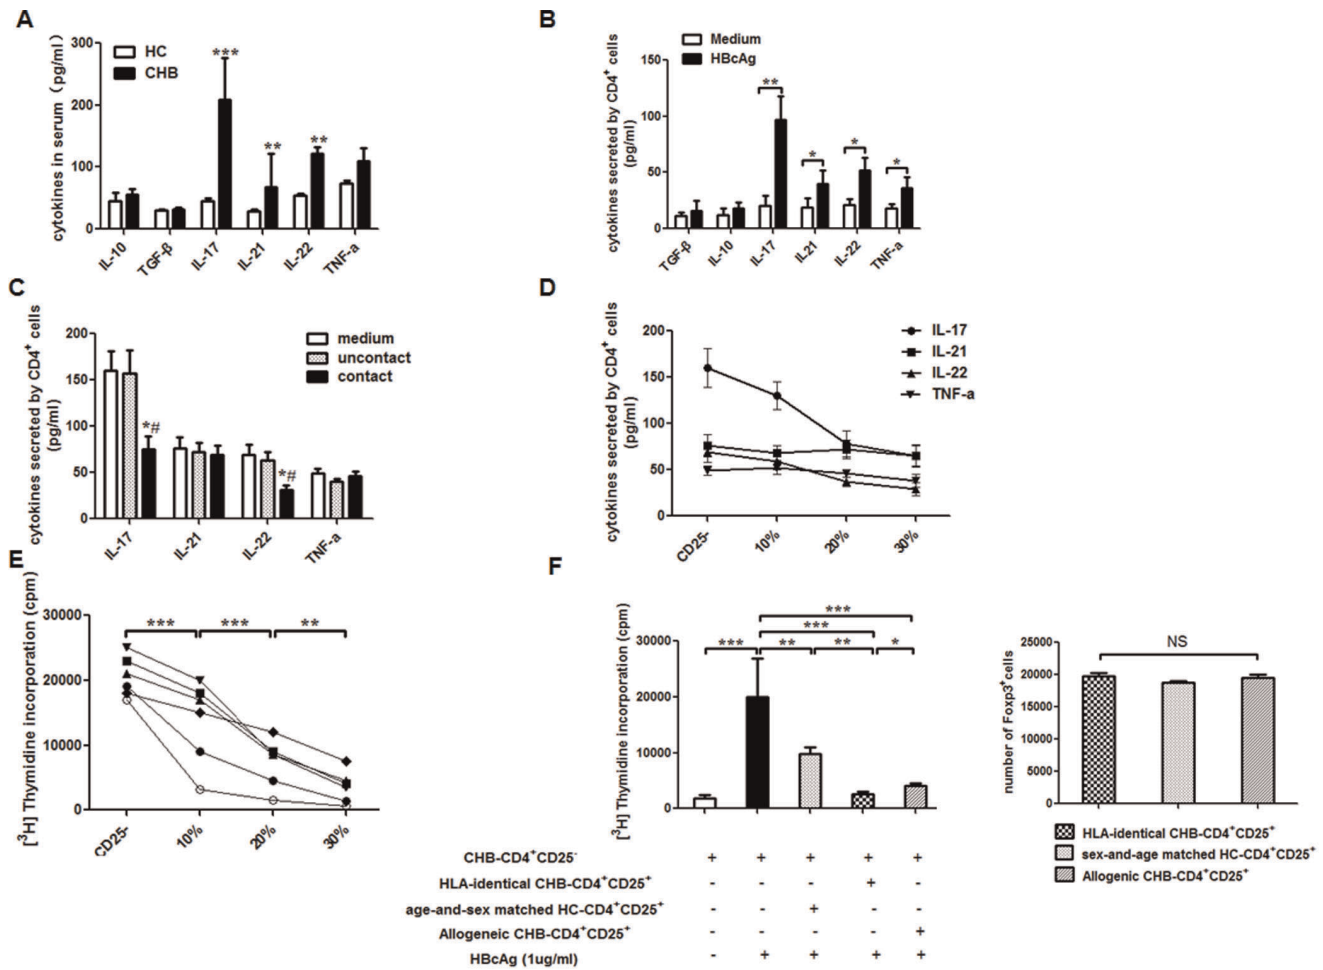 A
cytokines in serum (pg/ml)
300
200
100
0
HC
CHB
***
**
**
IL-10
TGF-β
IL-17
IL-21
IL-22
TNF-a
B
cytokines secreted by CD4+ cells
(pg/ml)
150
100
50
0
Medium
HBcAg
**
*
*
*
TGF-β
IL-10
IL-17
IL21
IL-22
TNF-a
C
cytokines secreted by CD4+ cells
(pg/ml)
200
150
100
50
0
medium
uncontact
contact
*#
*#
IL-17
IL-21
IL-22
TNF-a
D
cytokines secreted by CD4+ cells
(pg/ml)
200
150
100
50
0
IL-17
IL-21
IL-22
TNF-a
CD25-
10%
20%
30%
E
[3H] Thymidine incorporation (cpm)
30000
20000
10000
0
***
***
**
CD25-
10%
20%
30%
F
[3H] Thymidine incorporation (cpm)
30000
20000
10000
0
***
***
*** ** ** *
CHB-CD4+CD25- + + + + +
HLA-identical CHB-CD4+CD25+ - - - + -
age-and-sex matched HC-CD4+CD25+ - - + - -
Allogeneic CHB-CD4+CD25+ - - - - +
HBcAg (1ug/ml) - + + + +
number of Foxp3+cells
25000
20000
15000
10000
5000
0
NS
HLA-identical CHB-CD4+CD25+
sex-and-age matched HC-CD4+CD25+
Allogenic CHB-CD4+CD25+